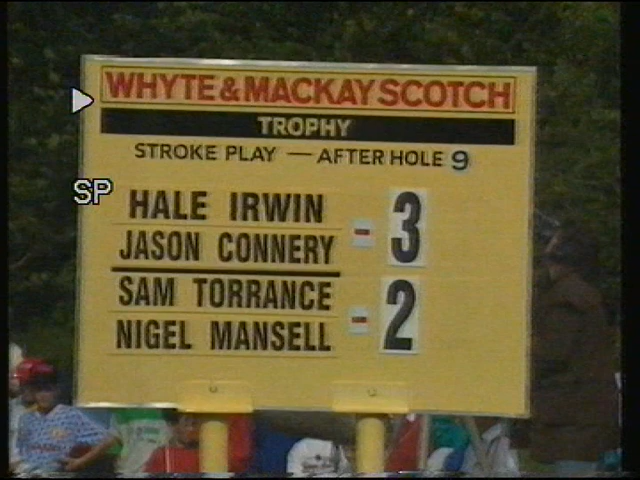 WHYTE & MACKAY SCOTCH
TROPHY
STROKE PLAY — AFTER HOLE 9
SP
HALE IRWIN
JASON CONNERY
- 3
SAM TORRANCE
NIGEL MANSELL
- 2